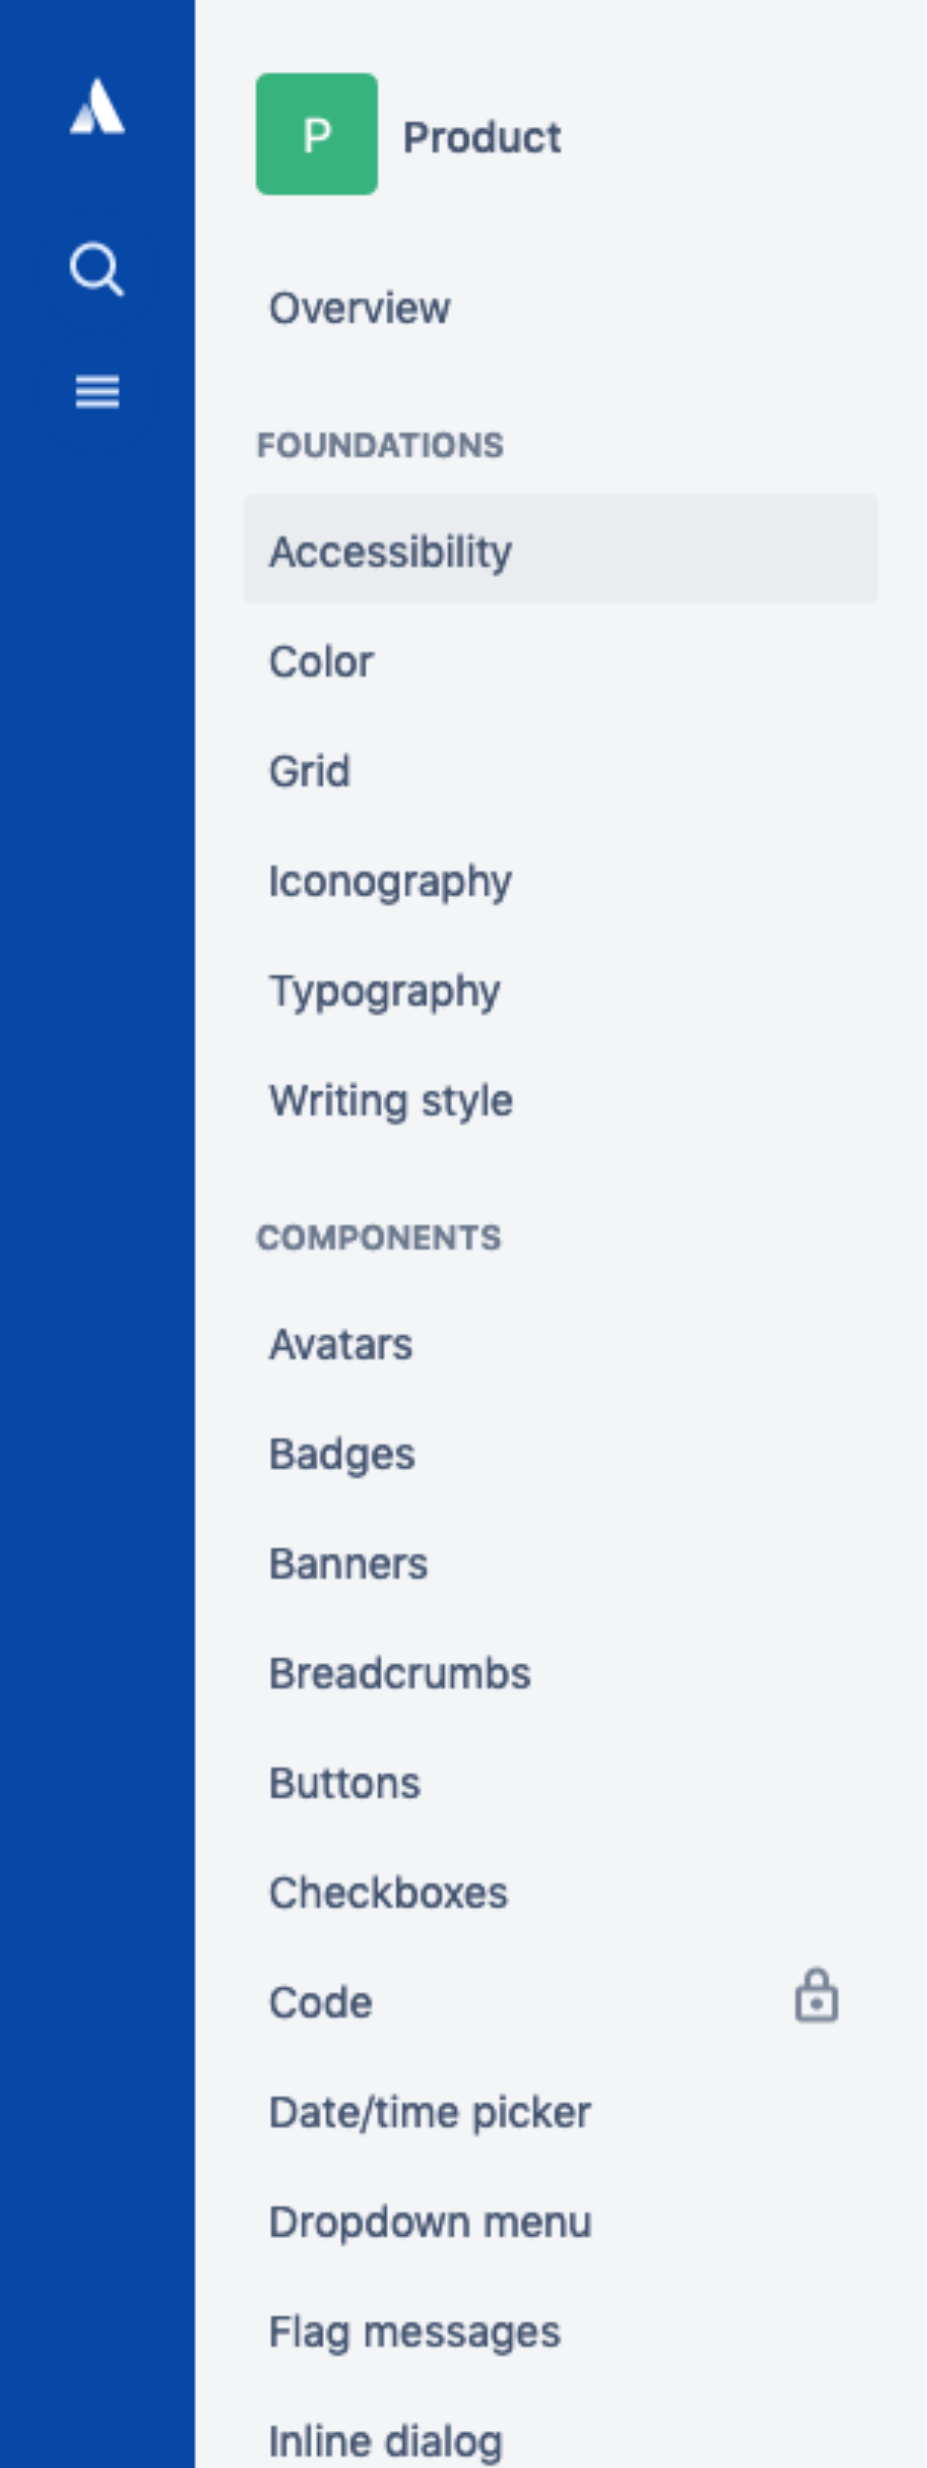 P Product
Overview
FOUNDATIONS
Accessibility
Color
Grid
Iconography
Typography
Writing style
COMPONENTS
Avatars
Badges
Banners
Breadcrumbs
Buttons
Checkboxes
Code
Date/time picker
Dropdown menu
Flag messages
Inline dialog